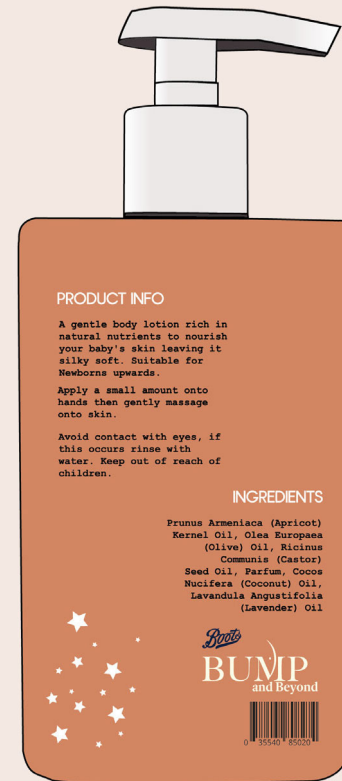 PRODUCT INFO
A gentle body lotion rich in
natural nutrients to nourish
your baby's skin leaving it
silky soft. Suitable for
Newborns upwards.
Apply a small amount onto
hands then gently massage
onto skin.
Avoid contact with eyes, if
this occurs rinse with
water. Keep out of reach of
children.
INGREDIENTS
Prunus Armeniaca (Apricot)
Kernel Oil, Olea Europaea
(Olive) Oil, Ricinus
Communis (Castor)
Seed Oil, Parfum, Cocos
Nucifera (Coconut) Oil,
Lavandula Angustifolia
(Lavender) Oil
Boots
BUMP
and Beyond
0 35540 85020